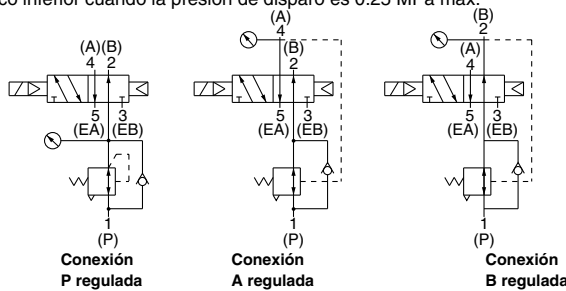 co inferior cuando la presión de disparo es 0.25 MPa máx.
(A)
4
(A)(B)
4 2
5 3
(EA) (EB)
1
(P)
Conexión
P regulada
(B)
2
5 3
(EA) (EB)
1
(P)
Conexión
A regulada
(B)
2
(A)
4
5 3
(EA) (EB)
1
(P)
Conexión
B regulada